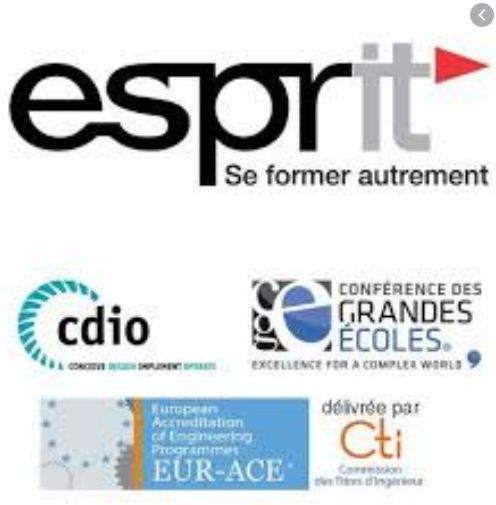 esprit
Se former autrement
cdio
CONCEIVE DESIGN IMPLEMENT OPERATE
CONFÉRENCE DES
GRANDES
ÉCOLES®
EXCELLENCE FOR A COMPLEX WORLD
cge
European
Accreditation
of Engineering
Programmes
EUR-ACE®
délivrée par
Cti
Commission
des Titres d'Ingénieur